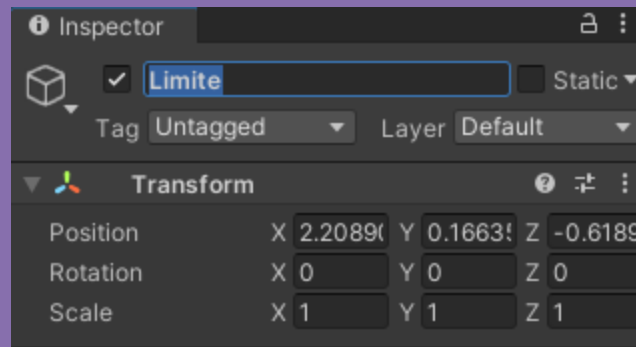 Inspector
Limite
Static
Tag Untagged Layer Default
Transform
Position X 2.2089 Y 0.1663 Z -0.6189
Rotation X 0 Y 0 Z 0
Scale X 1 Y 1 Z 1